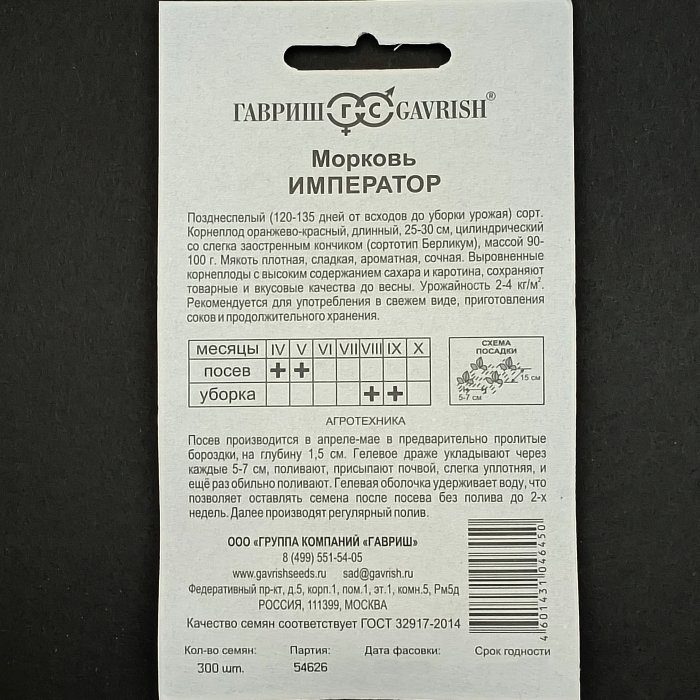 ГАВРИШ ГС GAVRISH®
Морковь
ИМПЕРАТОР
Позднеспелый (120-135 дней от всходов до уборки урожая) сорт.
Корнеплод оранжево-красный, длинный, 25-30 см, цилиндрический
со слегка заостренным кончиком (сортотип Берликум), массой 90-
100 г. Мякоть плотная, сладкая, ароматная, сочная. Выровненные
корнеплоды с высоким содержанием сахара и каротина, сохраняют
товарные и вкусовые качества до весны. Урожайность 2-4 кг/м².
Рекомендуется для употребления в свежем виде, приготовления
соков и продолжительного хранения.
месяцы IV V VI VII VIII IX X
посев + +
уборка + +
СХЕМА
ПОСАДКИ
15 см
5-7 см
АГРОТЕХНИКА
Посев производится в апреле-мае в предварительно пролитые
бороздки, на глубину 1,5 см. Гелевое драже укладывают через
каждые 5-7 см, поливают, присыпают почвой, слегка уплотняя, и
ещё раз обильно поливают. Гелевая оболочка удерживает воду, что
позволяет оставлять семена после посева без полива до 2-х
недель. Далее производят регулярный полив.
ООО «ГРУППА КОМПАНИЙ «ГАВРИШ»
8 (499) 551-54-05
www.gavrishseeds.ru sad@gavrish.ru
Федеративный пр-кт, д.5, корп.1, пом.1, эт.1, комн.5, Рм5д
РОССИЯ, 111399, МОСКВА
Качество семян соответствует ГОСТ 32917-2014
4 601431 046450
Кол-во семян: Партия: Дата фасовки: Срок годности
300 шт. 54626